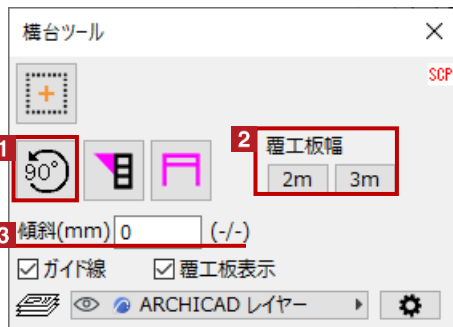 構台ツール
SCP
1
90°
2 覆工板幅
2m 3m
3 傾斜(mm) 0 (-/-)
ガイド線 覆工板表示
ARCHICAD レイヤー